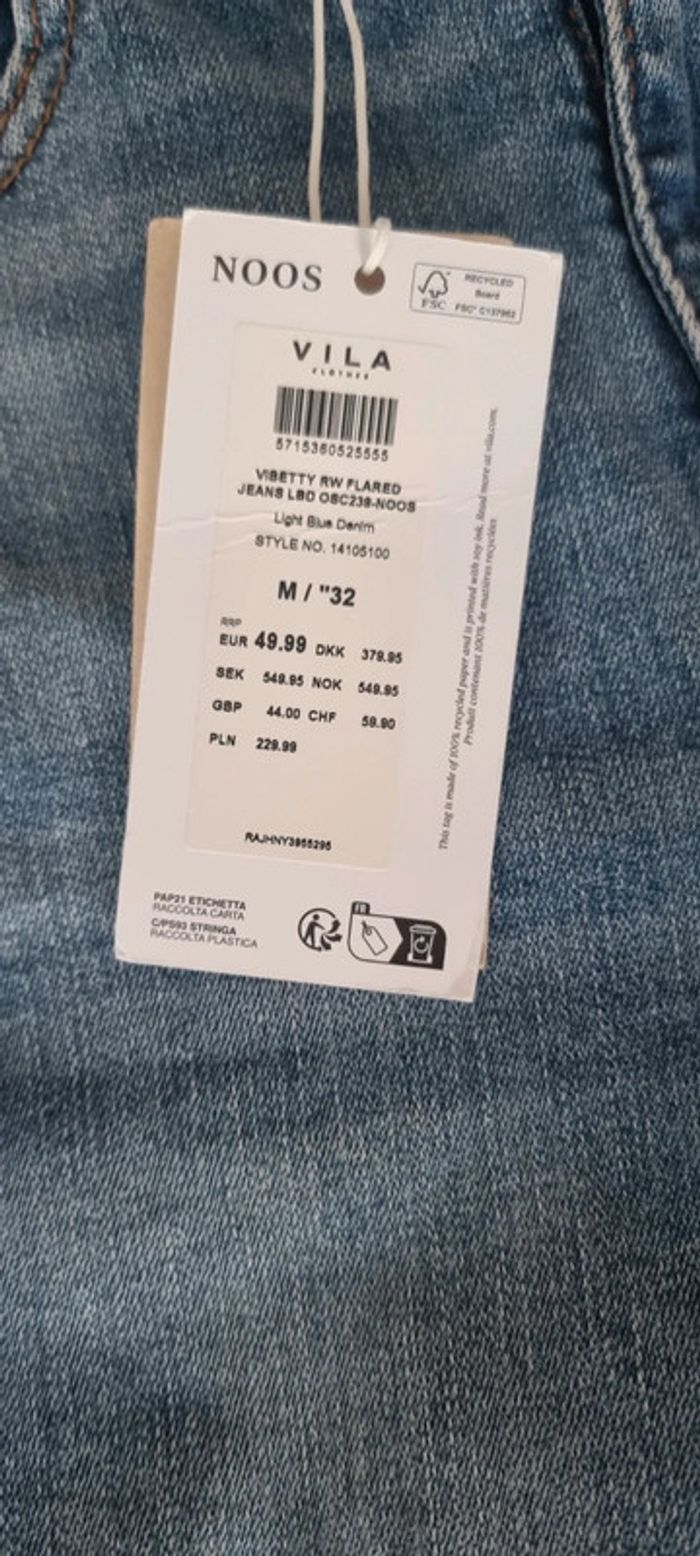 NOOS
FSC
RECYCLED
Board
FSC® C137952
VILA
CLOTHES
5715360525555
VIBETTY RW FLARED
JEANS LBD OSC239-NOOS
Light Blue Denim
STYLE NO. 14105100
M / "32
RRP
EUR 49.99 DKK 379.95
SEK 549.95 NOK 549.95
GBP 44.00 CHF 59.90
PLN 229.99
RAJHNY3955295
This tag is made of 100% recycled paper and is printed with soy ink. Read more at vila.com.
Produit contenant 100% de matières recyclées
PAP21 ETICHETTA
RACCOLTA CARTA
C/PS93 STRINGA
RACCOLTA PLASTICA
FR